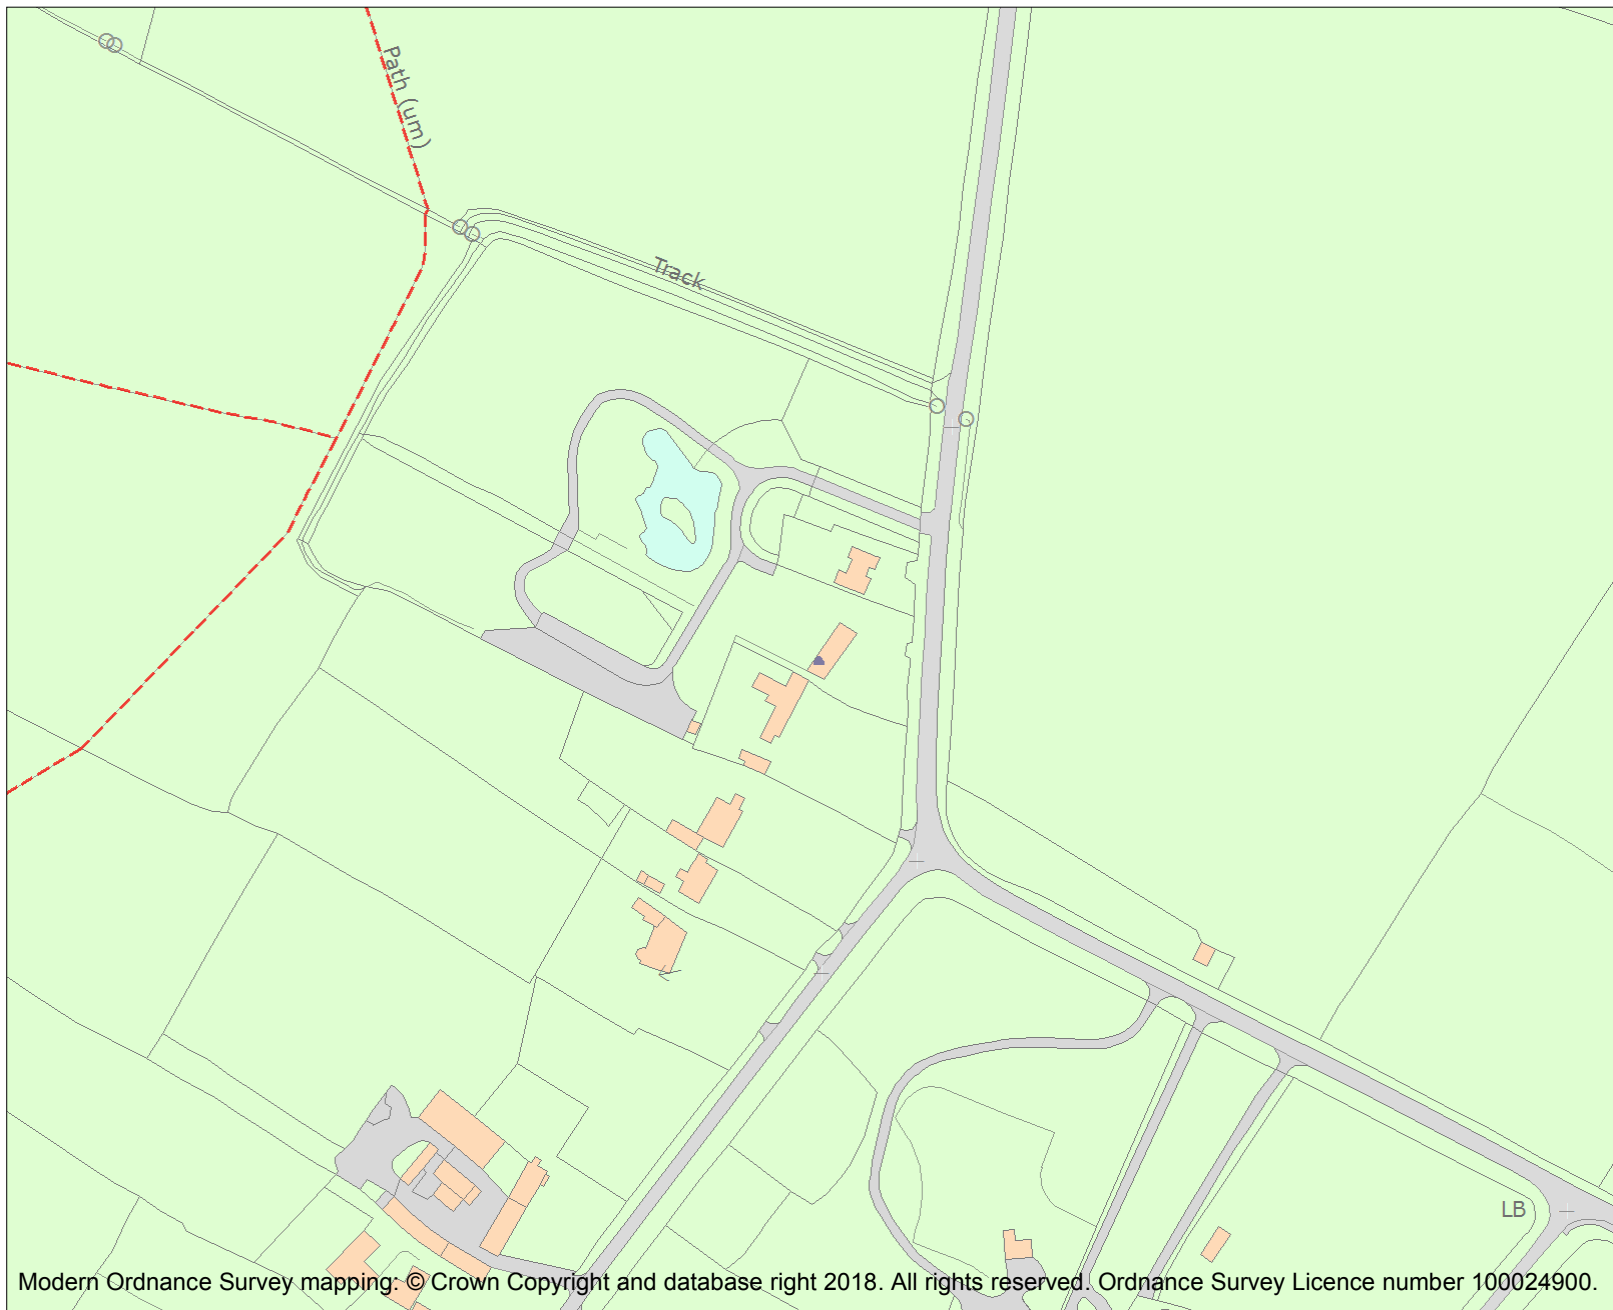 Path (um)
Track
LB
Modern Ordnance Survey mapping: © Crown Copyright and database right 2018. All rights reserved. Ordnance Survey Licence number 100024900.